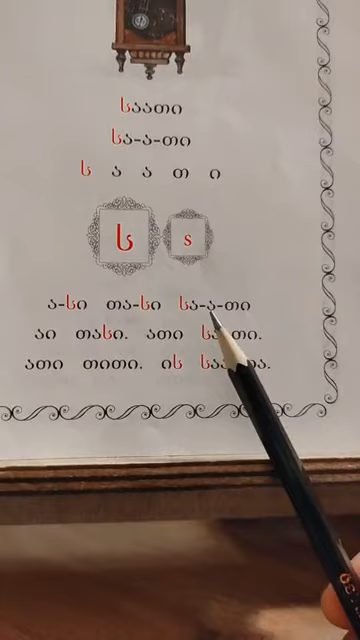 საათი
სა-ა-თი
ს ა ა თ ი
ს s
ა-სი თა-სი სა-ა-თი
აი თასი. ათი
ათი თითი. ის